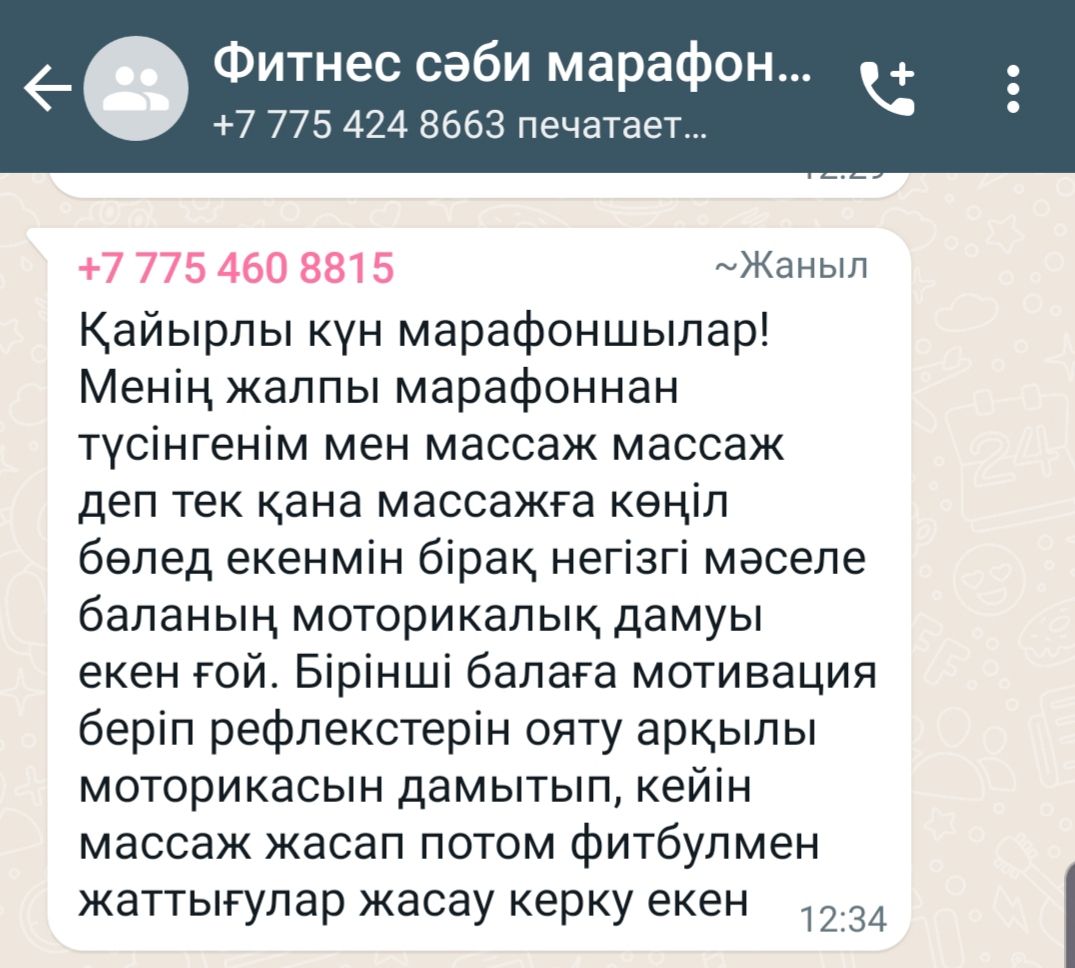 Фитнес сәби марафон...
+7 775 424 8663 печатает...
+7 775 460 8815 ~Жаныл
Қайырлы күн марафоншылар!
Менің жалпы марафоннан
түсінгенім мен массаж массаж
деп тек қана массажға көңіл
бөлед екенмін бірақ негізгі мәселе
баланың моторикалық дамуы
екен ғой. Бірінші балаға мотивация
беріп рефлекстерін ояту арқылы
моторикасын дамытып, кейін
массаж жасап потом фитбулмен
жаттығулар жасау керку екен
12:34